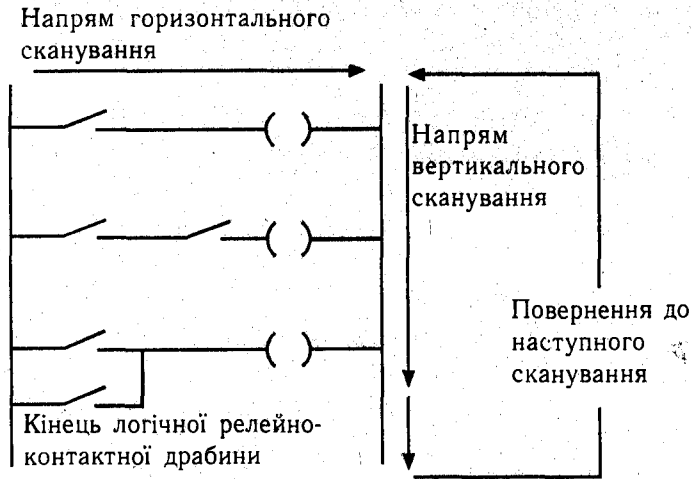 Напрям горизонтального
сканування
Напрям
вертикального
сканування
Повернення до
наступного
сканування
Кінець логічної релейно-
контактної драбини